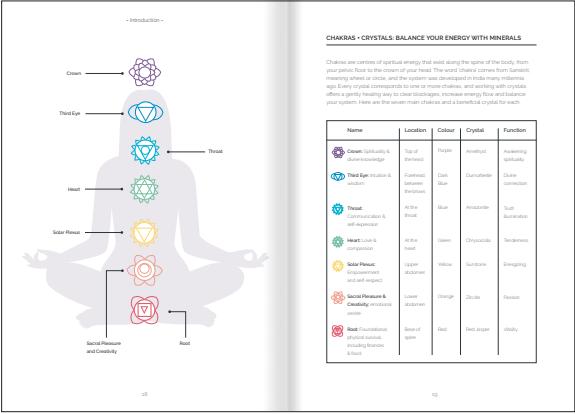 ~ Introduction ~
Crown
Third Eye
Throat
Heart
Solar Plexus
Sacral Pleasure
and Creativity
Root
18
CHAKRAS + CRYSTALS: BALANCE YOUR ENERGY WITH MINERALS
Chakras are centres of spiritual energy that exist along the spine of the body, from
your pelvic floor to the crown of your head. The word 'chakra' comes from Sanskrit
meaning wheel or circle, and the system was developed in India many millennia
ago. Every crystal corresponds to one or more chakras, and working with crystals
offers a gentle healing way to clear blockages, increase energy flow and balance
your system. Here are the seven main chakras and a beneficial crystal for each
Name Location Colour Crystal Function
Crown: Spirituality & divine knowledge
Top of the head
Purple
Amethyst
Awakening spirituality
Third Eye: Intuition & wisdom
Forehead between the brows
Dark Blue
Dumortierite
Divine connection
Throat: Communication & self-expression
At the throat
Blue
Amazonite
Illumination
Heart: Love & compassion
At the heart
Green
Chrysocolla
Tenderness
Solar Plexus: Empowerment and self-respect
Upper abdomen
Yellow
Sunstone
Energizing
Sacral Pleasure & Creativity: emotional
Lower abdomen
Orange
Zincite
Passion
Root: Foundational, physical survival, including finances & food
Base of spine
Red
Red Jasper
Vitality
19